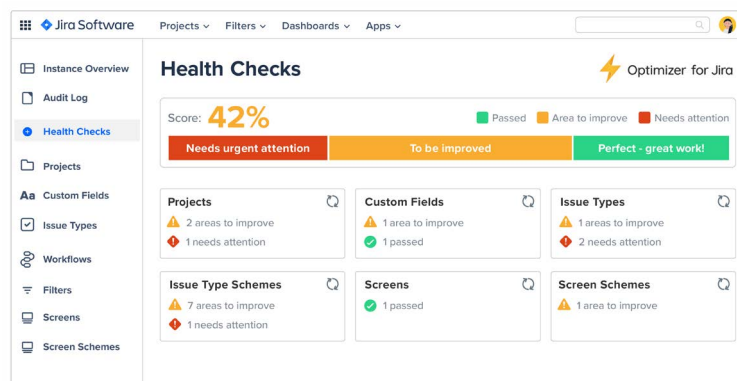 Jira Software
Projects Filters Dashboards Apps
Instance Overview
Audit Log
Health Checks
Projects
Aa Custom Fields
Issue Types
Workflows
Filters
Screens
Screen Schemes
Health Checks
Optimizer for Jira
Score: 42%
Passed Area to improve Needs attention
Needs urgent attention To be improved Perfect - great work!
Projects
2 areas to improve
1 needs attention
Custom Fields
1 area to improve
1 passed
Issue Types
1 areas to improve
2 needs attention
Issue Type Schemes
7 areas to improve
1 needs attention
Screens
1 passed
Screen Schemes
1 area to improve